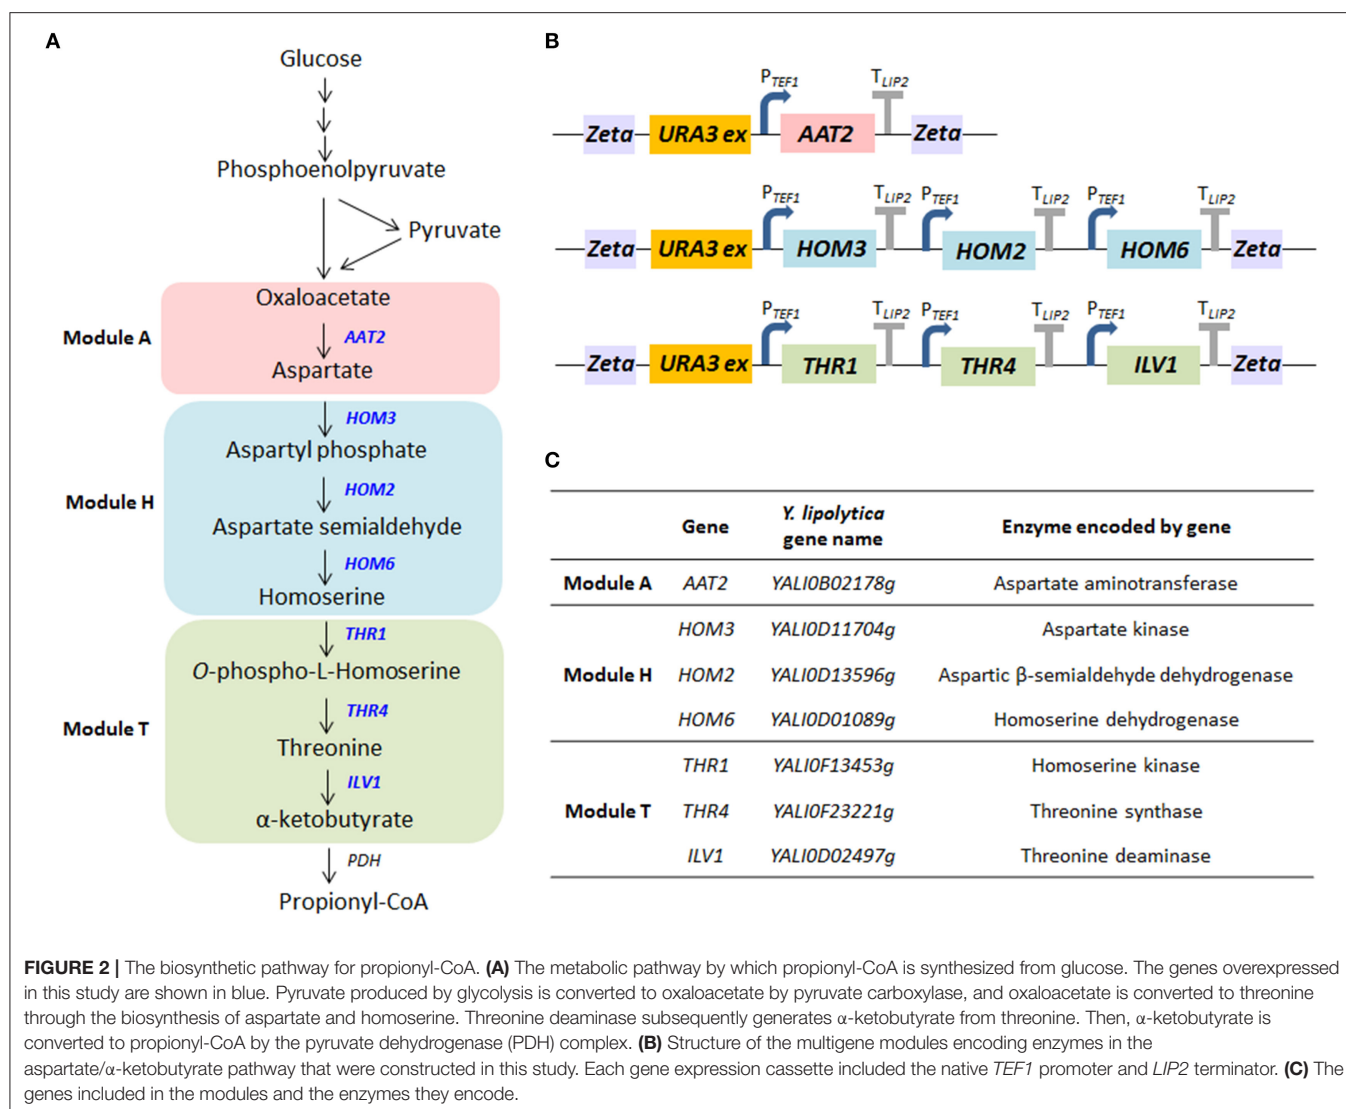 A
Glucose
Phosphoenolpyruvate
Pyruvate
Oxaloacetate
Module A
AAT2
Aspartate
HOM3
Aspartyl phosphate
Module H
HOM2
Aspartate semialdehyde
HOM6
Homoserine
THR1
O-phospho-L-Homoserine
Module T
THR4
Threonine
ILV1
α-ketobutyrate
PDH
Propionyl-CoA
B
PTEF1 TLIP2
Zeta URA3 ex AAT2 Zeta
PTEF1 TLIP2 PTEF1 TLIP2 PTEF1 TLIP2
Zeta URA3 ex HOM3 HOM2 HOM6 Zeta
PTEF1 TLIP2 PTEF1 TLIP2 PTEF1 TLIP2
Zeta URA3 ex THR1 THR4 ILV1 Zeta
C
Gene Y. lipolytica gene name Enzyme encoded by gene
Module A AAT2 YALI0B02178g Aspartate aminotransferase
HOM3 YALI0D11704g Aspartate kinase
Module H HOM2 YALI0D13596g Aspartic β-semialdehyde dehydrogenase
HOM6 YALI0D01089g Homoserine dehydrogenase
THR1 YALI0F13453g Homoserine kinase
Module T THR4 YALI0F23221g Threonine synthase
ILV1 YALI0D02497g Threonine deaminase
FIGURE 2 | The biosynthetic pathway for propionyl-CoA. (A) The metabolic pathway by which propionyl-CoA is synthesized from glucose. The genes overexpressed
in this study are shown in blue. Pyruvate produced by glycolysis is converted to oxaloacetate by pyruvate carboxylase, and oxaloacetate is converted to threonine
through the biosynthesis of aspartate and homoserine. Threonine deaminase subsequently generates α-ketobutyrate from threonine. Then, α-ketobutyrate is
converted to propionyl-CoA by the pyruvate dehydrogenase (PDH) complex. (B) Structure of the multigene modules encoding enzymes in the
aspartate/α-ketobutyrate pathway that were constructed in this study. Each gene expression cassette included the native TEF1 promoter and LIP2 terminator. (C) The
genes included in the modules and the enzymes they encode.